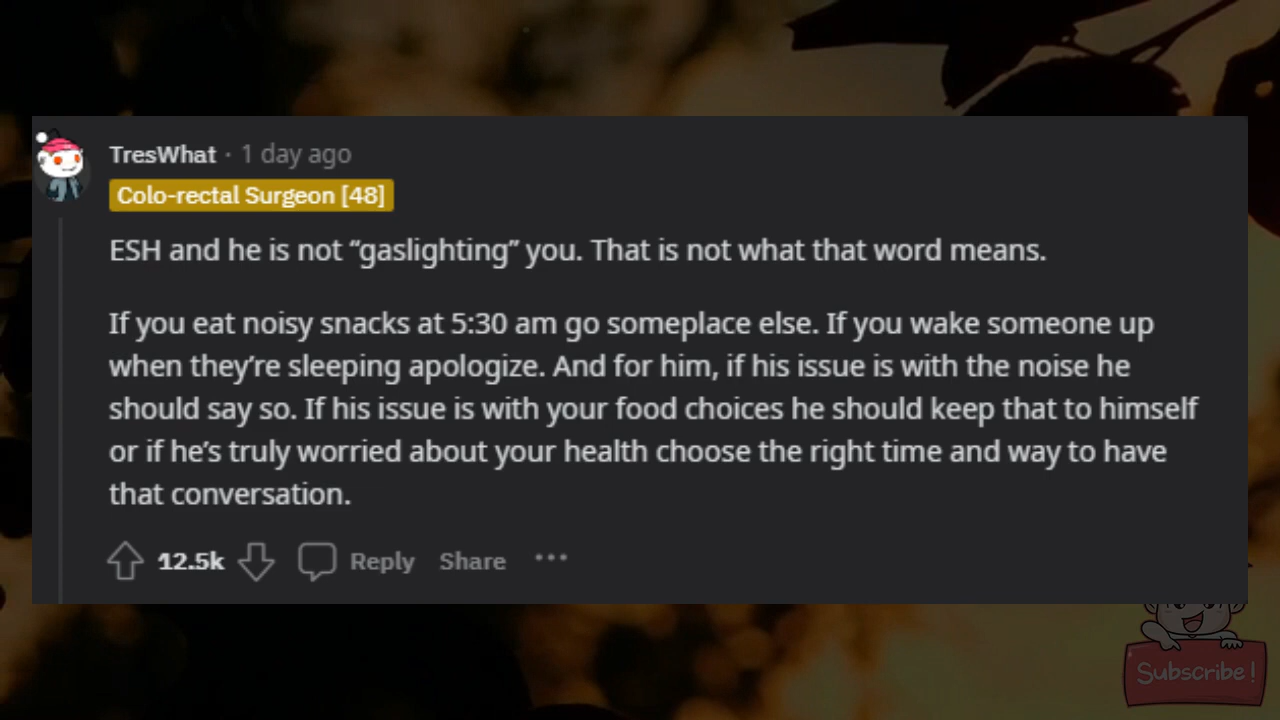 TresWhat · 1 day ago
Colo-rectal Surgeon [48]
ESH and he is not “gaslighting” you. That is not what that word means.
If you eat noisy snacks at 5:30 am go someplace else. If you wake someone up
when they’re sleeping apologize. And for him, if his issue is with the noise he
should say so. If his issue is with your food choices he should keep that to himself
or if he’s truly worried about your health choose the right time and way to have
that conversation.
12.5k Reply Share ···
Subscribe!